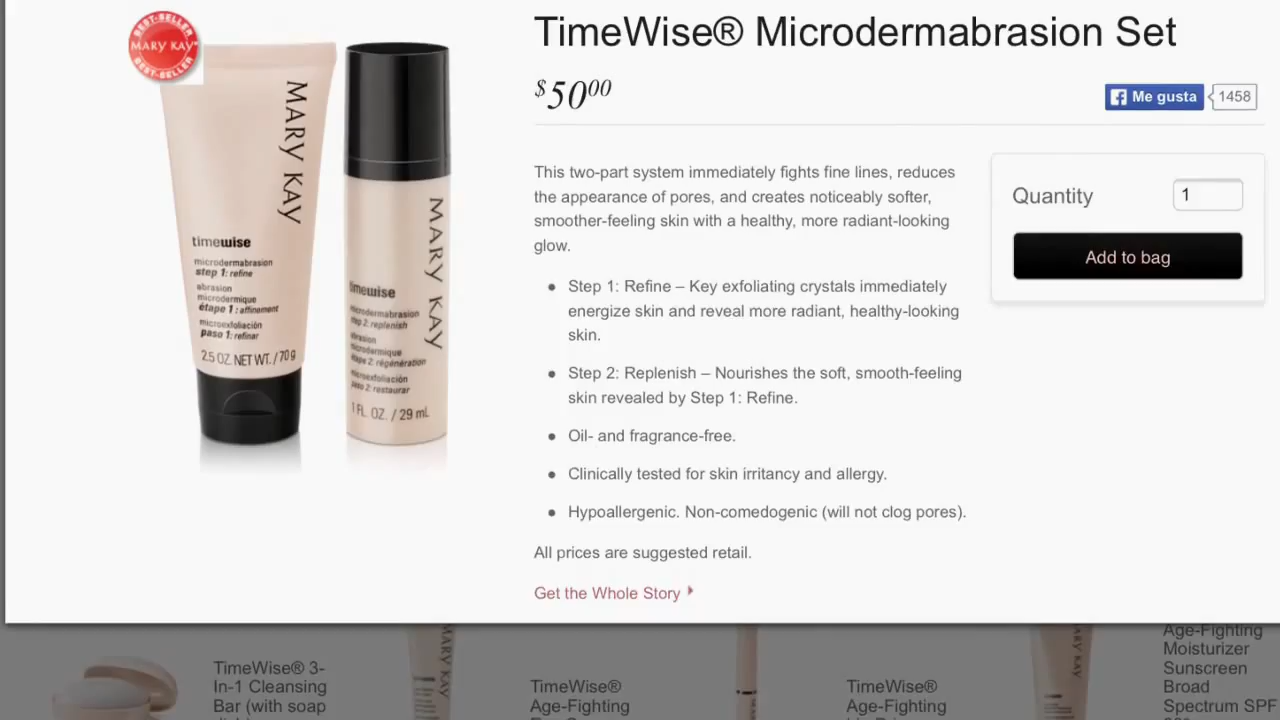 BEST-SELLER
MARY KAY®
BEST-SELLER
MARY KAY
timewise
microdermabrasion
step 1: refine
abrasion
microdermique
étape 1: affinement
microexfoliación
paso 1: refinar
2.5 OZ. NET WT. / 70 g
MARY KAY
timewise
microdermabrasion
step 2: replenish
abrasion
microdermique
étape 2: régénération
microexfoliación
paso 2: restaurar
1 FL. OZ. / 29 mL
TimeWise® Microdermabrasion Set
$5000
Me gusta
1458
This two-part system immediately fights fine lines, reduces
the appearance of pores, and creates noticeably softer,
smoother-feeling skin with a healthy, more radiant-looking
glow.
● Step 1: Refine – Key exfoliating crystals immediately
energize skin and reveal more radiant, healthy-looking
skin.
● Step 2: Replenish – Nourishes the soft, smooth-feeling
skin revealed by Step 1: Refine.
● Oil- and fragrance-free.
● Clinically tested for skin irritancy and allergy.
● Hypoallergenic. Non-comedogenic (will not clog pores).
All prices are suggested retail.
Get the Whole Story
Quantity
1
Add to bag
TimeWise® 3-
In-1 Cleansing
Bar (with soap
MARY KAY
TimeWise®
Age-Fighting
TimeWise®
Age-Fighting
MARY KAY
Age-Fighting
Moisturizer
Sunscreen
Broad
Spectrum SPF